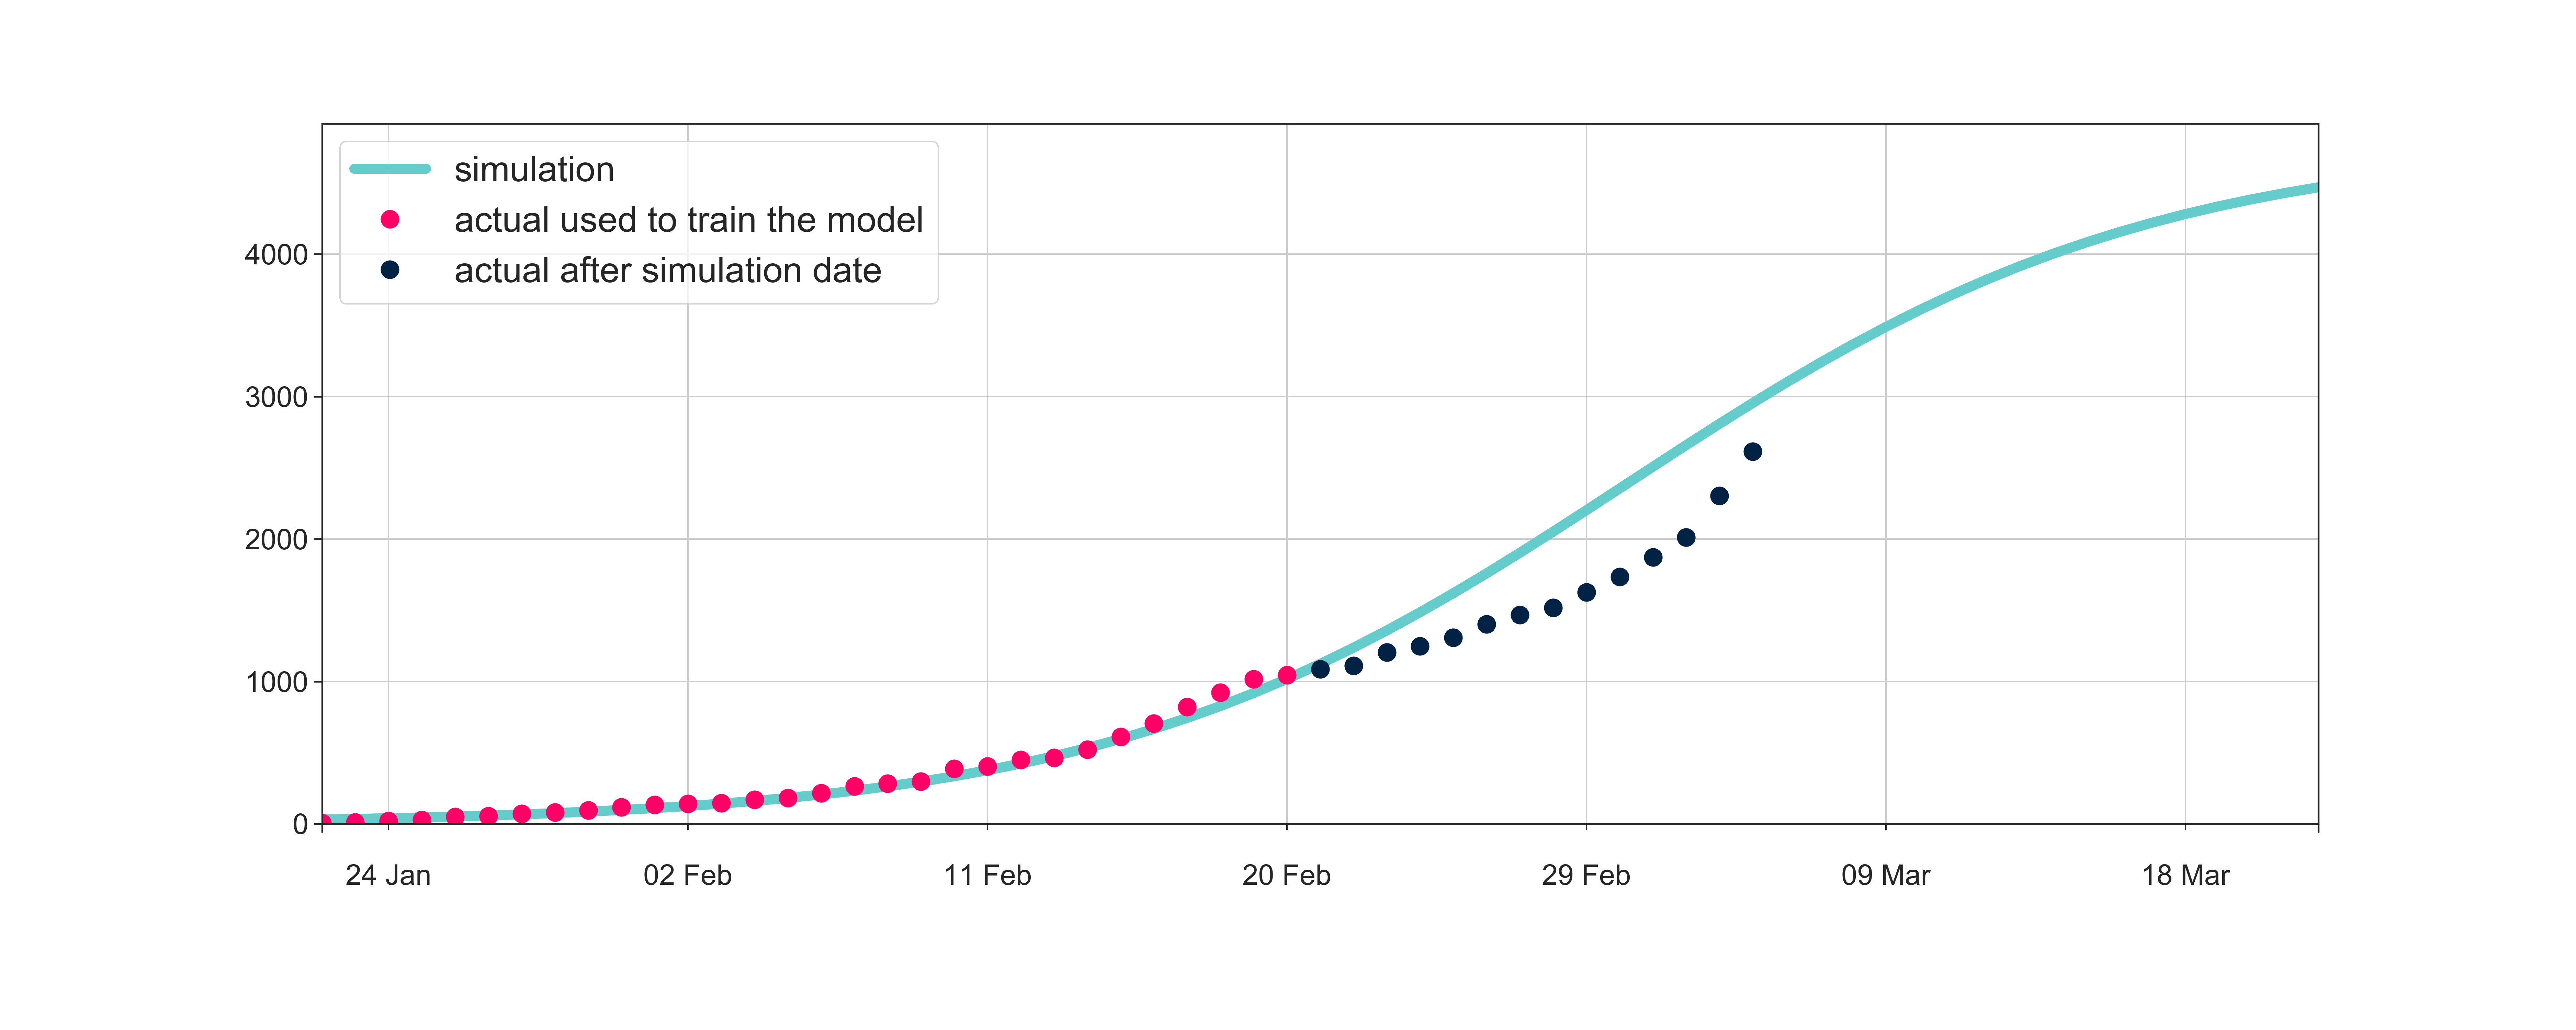 simulation
actual used to train the model
actual after simulation date
4000
3000
2000
1000
0
24 Jan 02 Feb 11 Feb 20 Feb 29 Feb 09 Mar 18 Mar